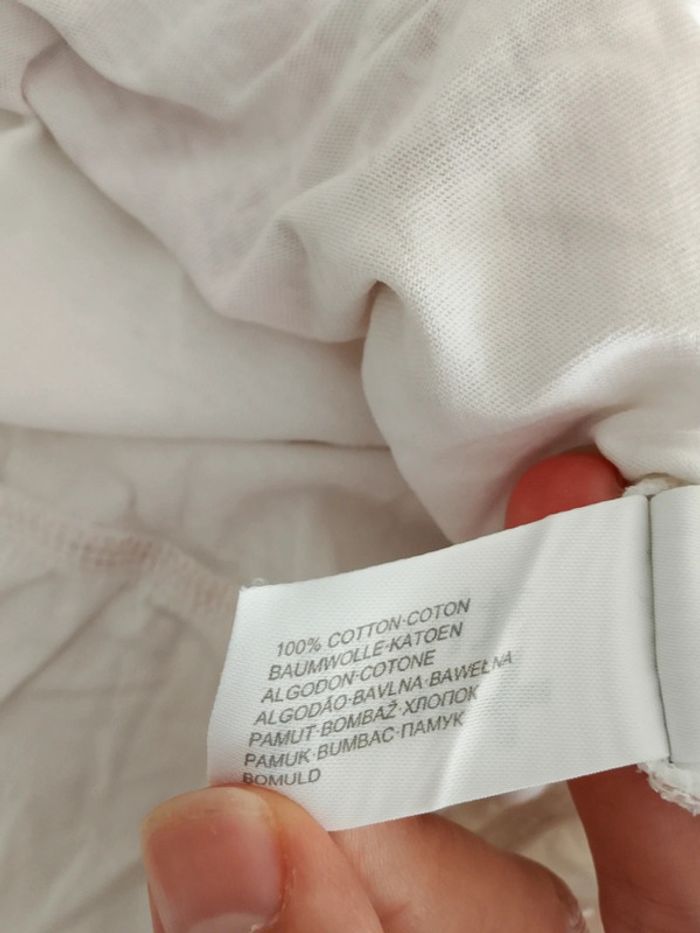 100% COTTON·COTON
BAUMWOLLE·KATOEN
ALGODON·COTONE
ALGODÃO·BAVLNA·BAWEŁNA
PAMUT·BOMBAŽ·ХЛОПОК
PAMUK·BUMBAC·ПАМУК
BOMULD